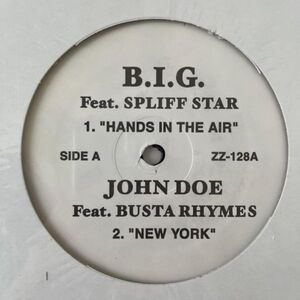 B.I.G.
Feat. SPLIFF STAR
1. "HANDS IN THE AIR"
SIDE A ZZ-128A
JOHN DOE
Feat. BUSTA RHYMES
2. "NEW YORK"